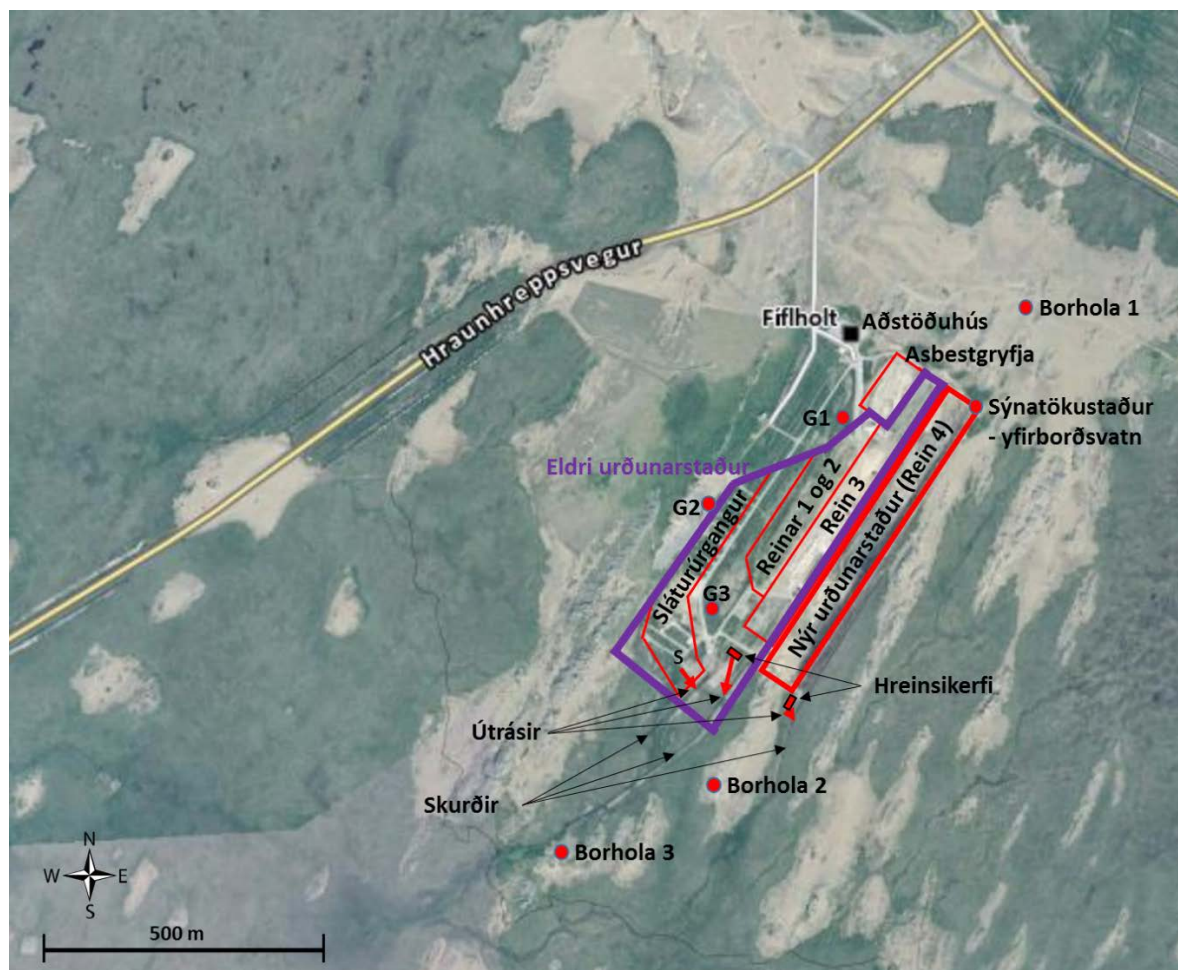 Hraunhreppsvegur
Fíflholt
Aðstöðuhús
Borhola 1
Asbestgryfja
Sýnatökustaður
- yfirborðsvatn
G1
Eldri urðunarstaður
G2
Sláturúrgangur
Reinar 1 og 2
Rein 3
Nýr urðunarstaður (Rein 4)
G3
S
Hreinsikerfi
Útrásir
Skurðir
Borhola 2
Borhola 3
N
W E
S
500 m